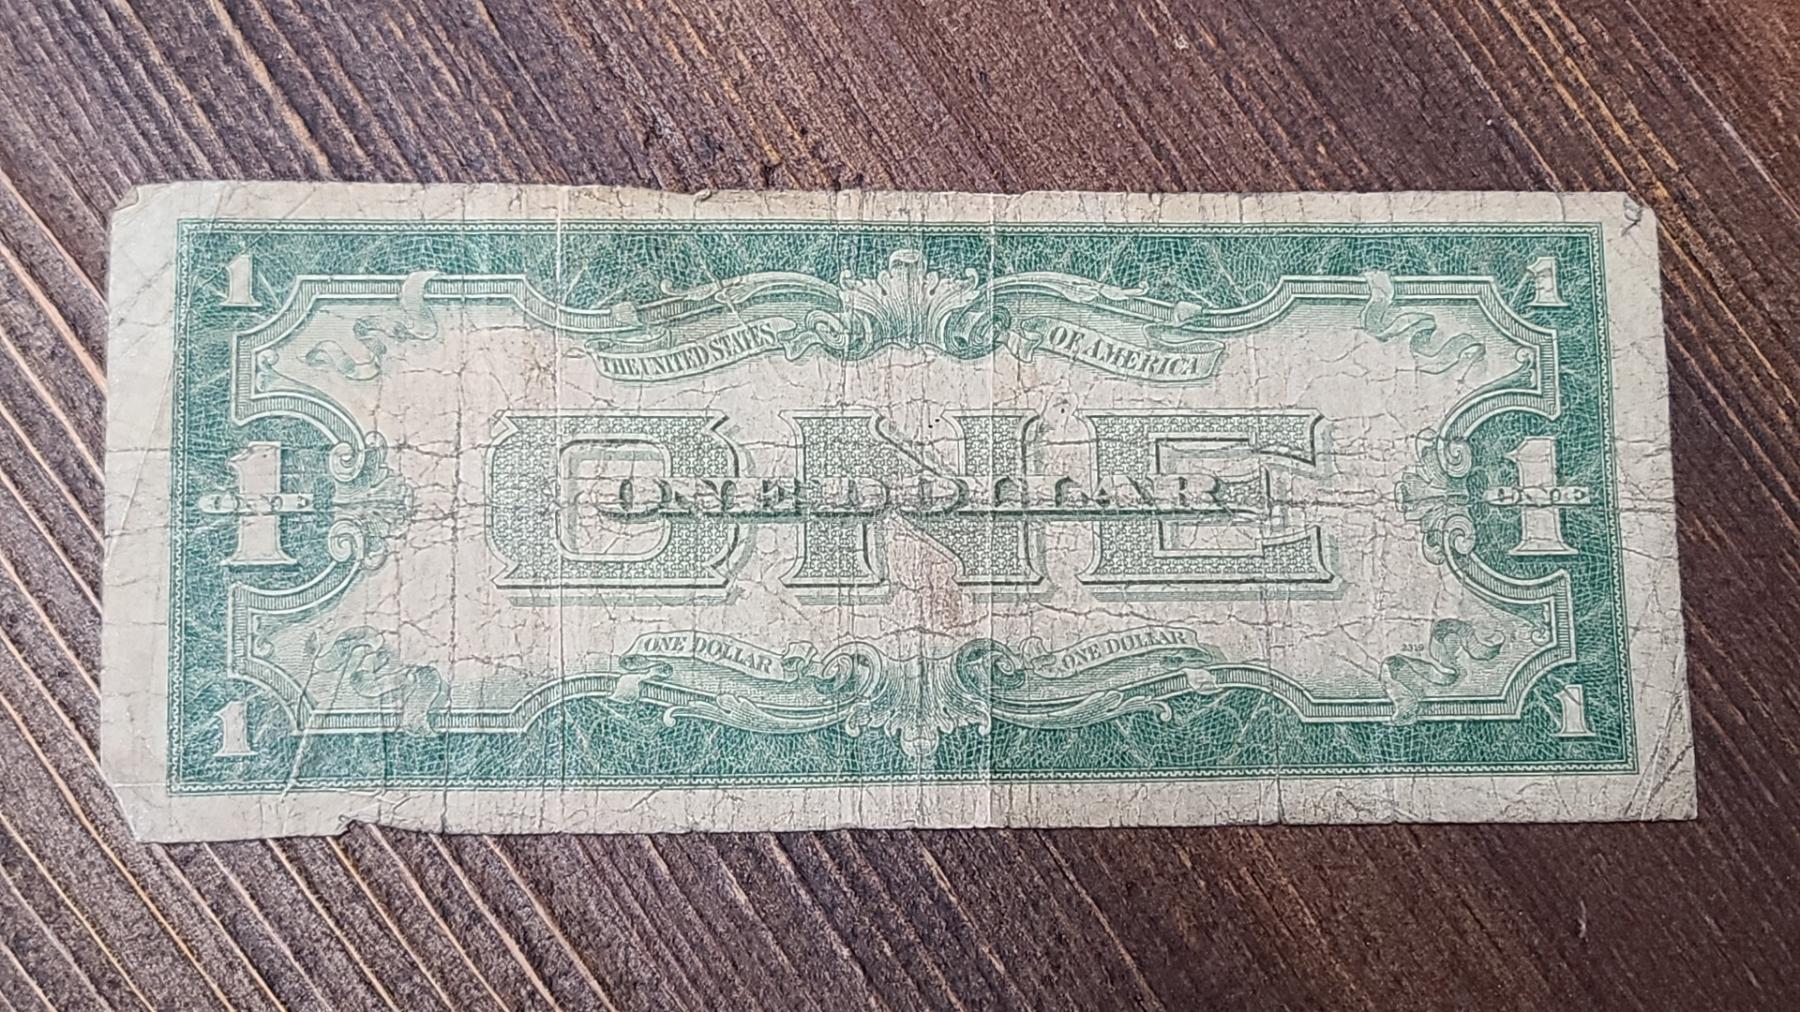 1 1
THE UNITED STATES OF AMERICA
ONE
1 ONE ONE DOLLAR 1 ONE
ONE DOLLAR ONE DOLLAR
2319
1 1